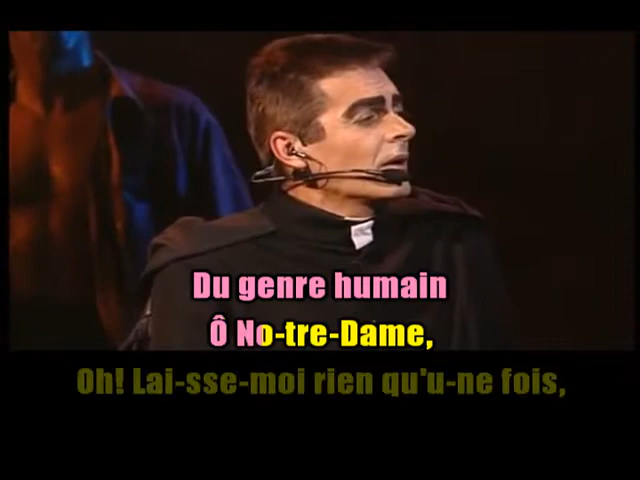 Du genre humain
Ô No-tre-Dame,
Oh! Lai-sse-moi rien qu'u-ne fois,